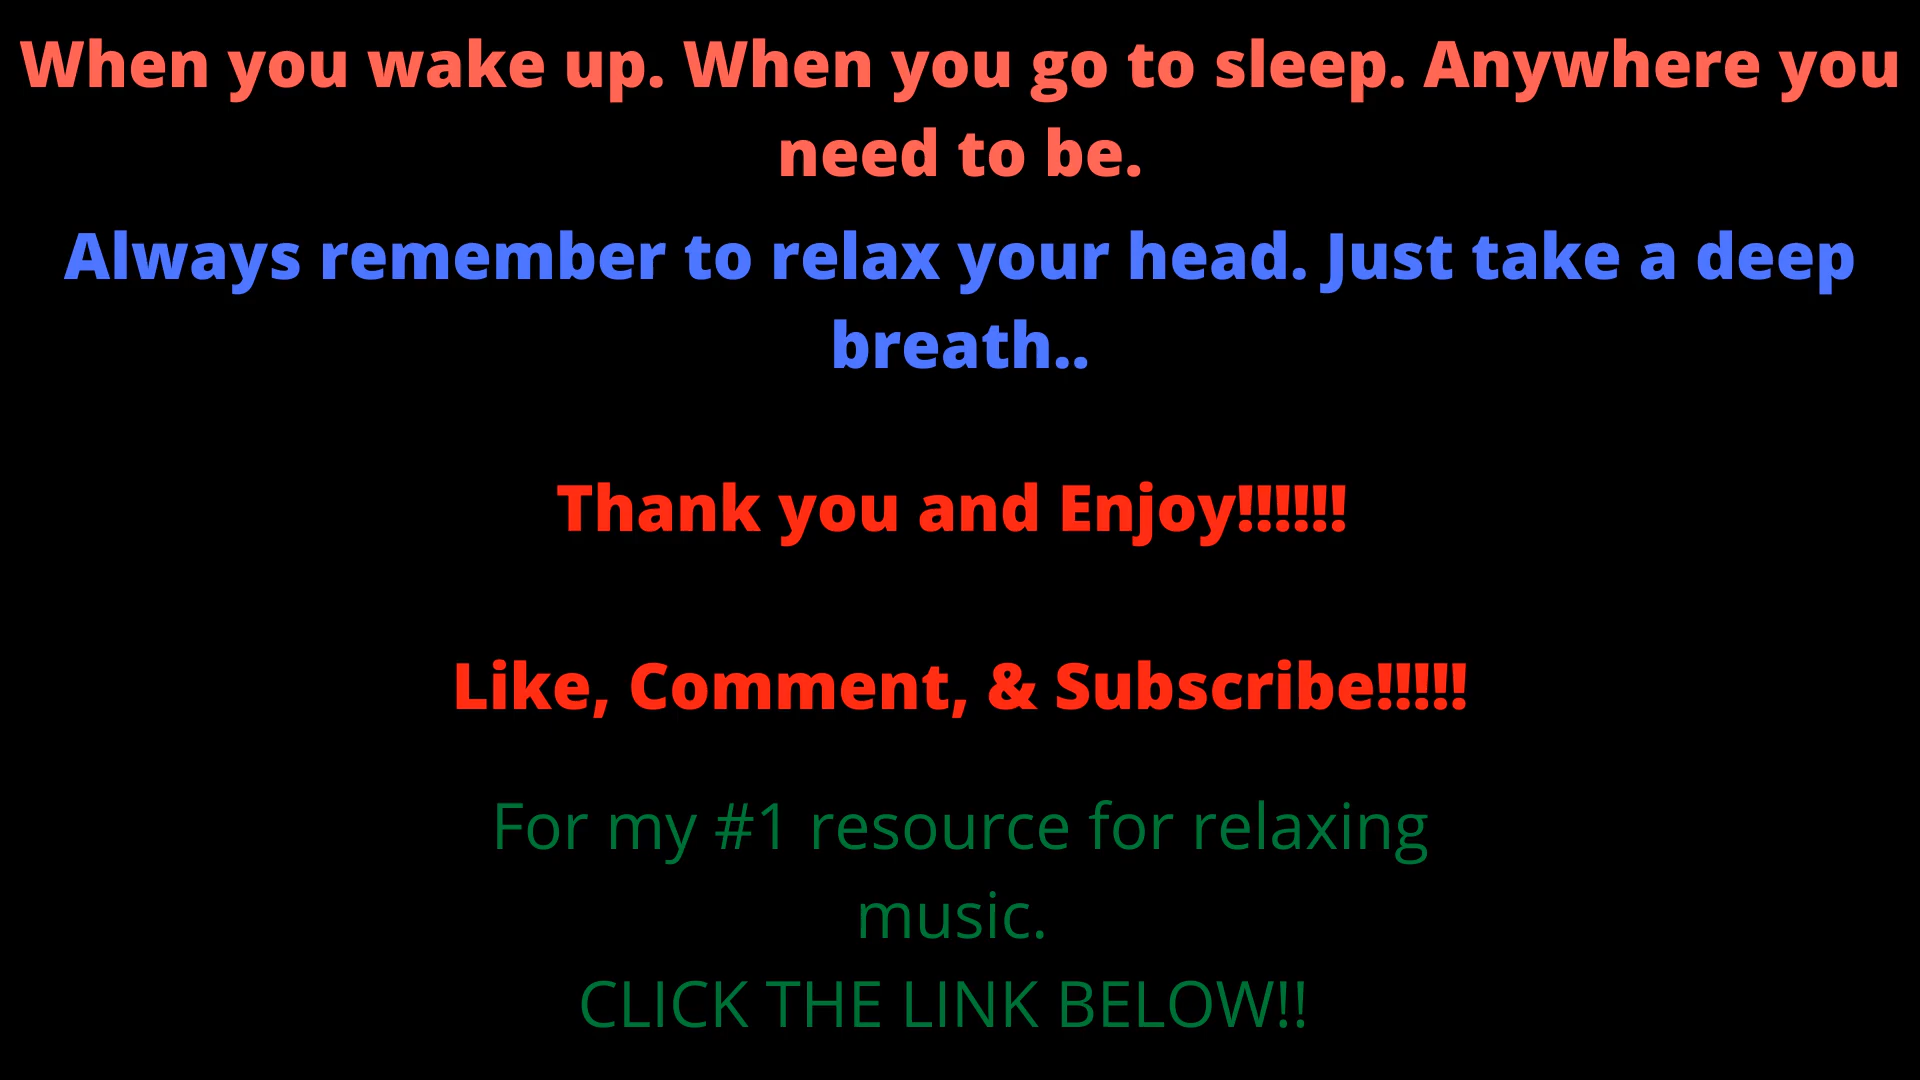 When you wake up. When you go to sleep. Anywhere you
need to be.
Always remember to relax your head. Just take a deep
breath..
Thank you and Enjoy!!!!!!
Like, Comment, & Subscribe!!!!!
For my #1 resource for relaxing
music.
CLICK THE LINK BELOW!!